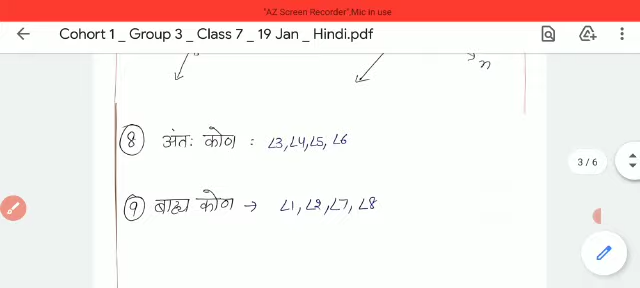 "AZ Screen Recorder",Mic in use
Cohort 1 _ Group 3 _ Class 7 _ 19 Jan _ Hindi.pdf
n
⑧ अंतः कोण : ∠3, ∠4, ∠5, ∠6
3 / 6
⑨ बाह्य कोण → ∠1, ∠2, ∠7, ∠8